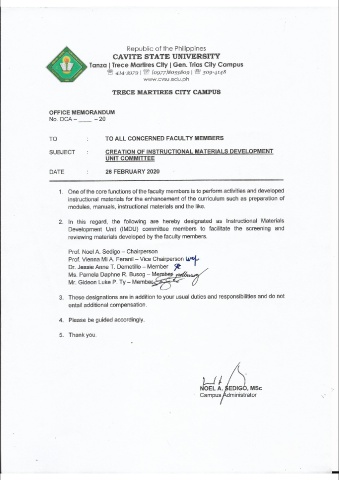 Republic of the Philippines
CAVITE STATE UNIVERSITY
Tanza | Trece Martires City | Gen. Trias City Campus
www.cvsu.edu.ph
TRECE MARTIRES CITY CAMPUS
OFFICE MEMORANDUM
No. DCA – ____ – 20
TO : TO ALL CONCERNED FACULTY MEMBERS
SUBJECT : CREATION OF INSTRUCTIONAL MATERIALS DEVELOPMENT
UNIT COMMITTEE
DATE : 28 FEBRUARY 2020
1. One of the core functions of the faculty members is to perform activities and developed
instructional materials for the enhancement of the curriculum such as preparation of
modules, manuals, instructional materials and the like.
2. In this regard, the following are hereby designated as Instructional Materials
Development Unit (IMDU) committee members to facilitate the screening and
reviewing materials developed by the faculty members.
Prof. Noel A. Sedigo – Chairperson
Prof. Vienna Mi A. Feranil – Vice Chairperson
Dr. Jessie Anne T. Demetillo – Member
Ms. Pamela Daphne R. Busog – Member
Mr. Gideon Luke P. Ty – Member
3. These designations are in addition to your usual duties and responsibilities and do not
entail additional compensation.
4. Please be guided accordingly.
5. Thank you.
NOEL A. SEDIGO, MSc
Campus Administrator